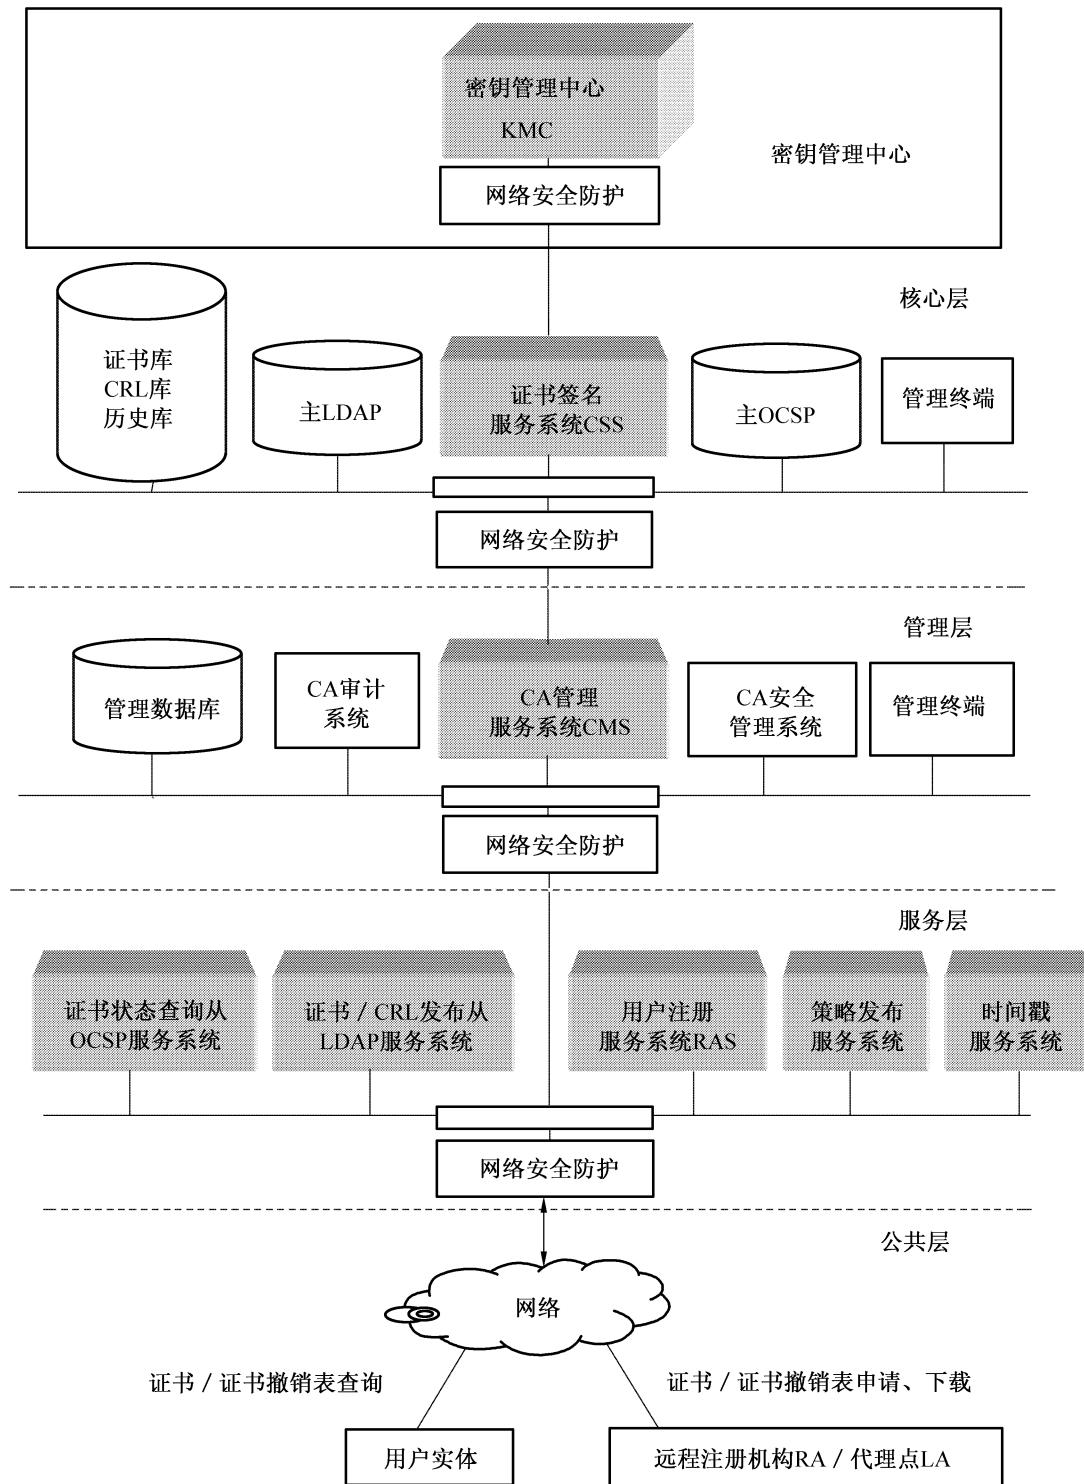 密钥管理中心
KMC
密钥管理中心
网络安全防护
核心层
证书库
CRL库
历史库
主LDAP
证书签名
服务系统CSS
主OCSP
管理终端
网络安全防护
管理层
管理数据库
CA审计
系统
CA管理
服务系统CMS
CA安全
管理系统
管理终端
网络安全防护
服务层
证书状态查询从
OCSP服务系统
证书/CRL发布从
LDAP服务系统
用户注册
服务系统RAS
策略发布
服务系统
时间戳
服务系统
网络安全防护
公共层
网络
证书/证书撤销表查询
证书/证书撤销表申请、下载
用户实体
远程注册机构RA/代理点LA